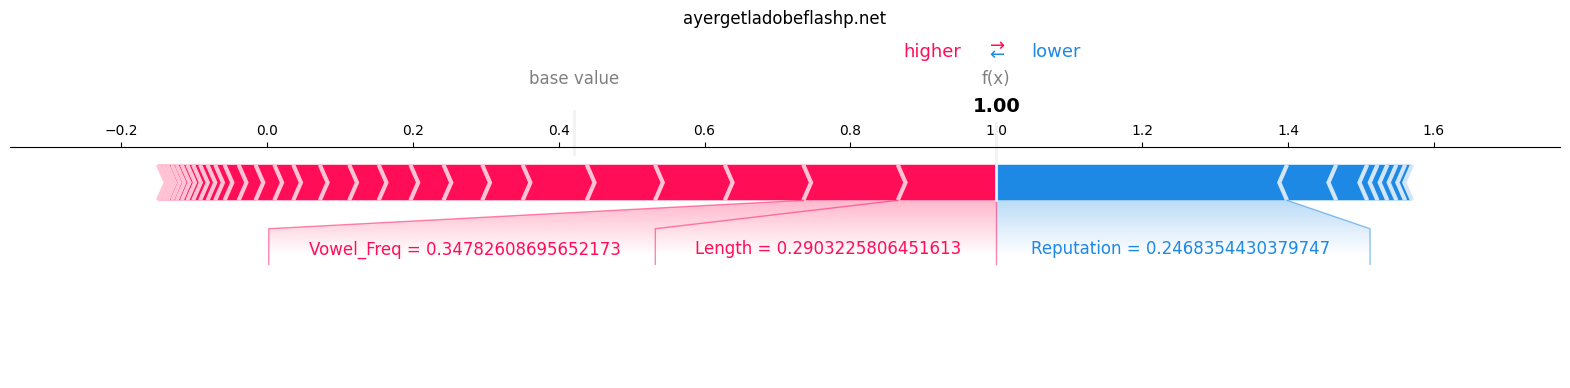 ayergetladobeflashp.net
higher ⇄ lower
base value f(x)
1.00
−0.2 0.0 0.2 0.4 0.6 0.8 1.0 1.2 1.4 1.6
Vowel_Freq = 0.34782608695652173 Length = 0.2903225806451613 Reputation = 0.2468354430379747